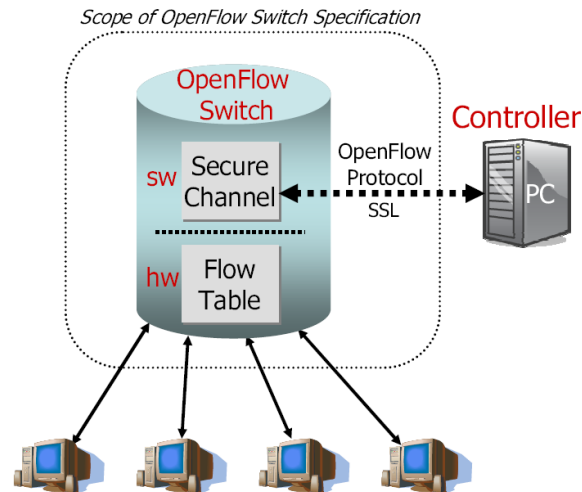 Scope of OpenFlow Switch Specification
OpenFlow
Switch
Controller
sw
Secure
Channel
OpenFlow
Protocol
SSL
PC
hw
Flow
Table